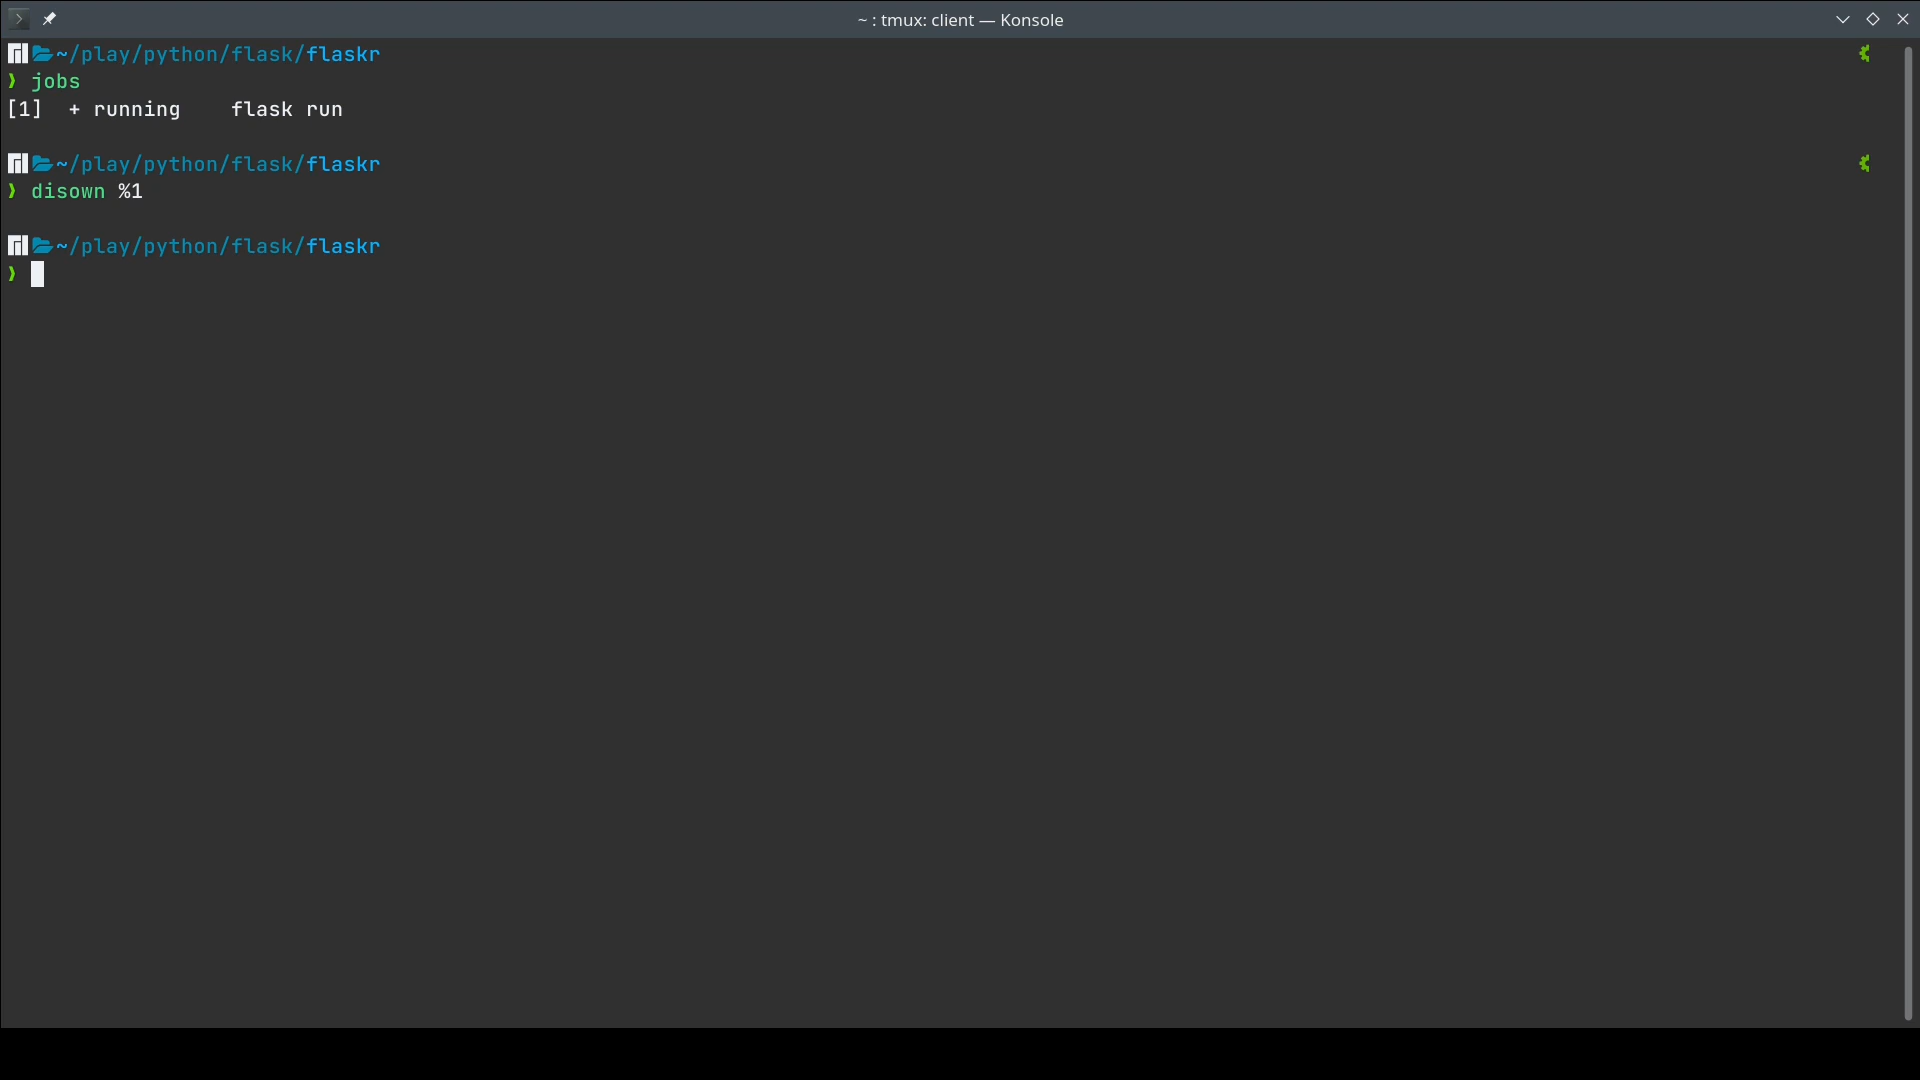 ~ : tmux: client — Konsole
~/play/python/flask/flaskr
❯ jobs
[1]  + running    flask run
~/play/python/flask/flaskr
❯ disown %1
~/play/python/flask/flaskr
❯